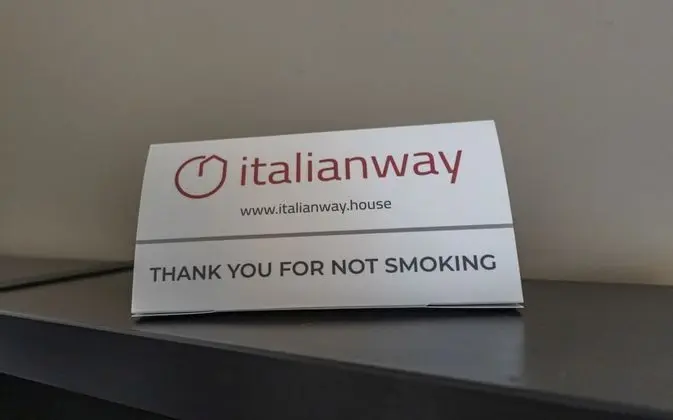 italianway
www.italianway.house
THANK YOU FOR NOT SMOKING